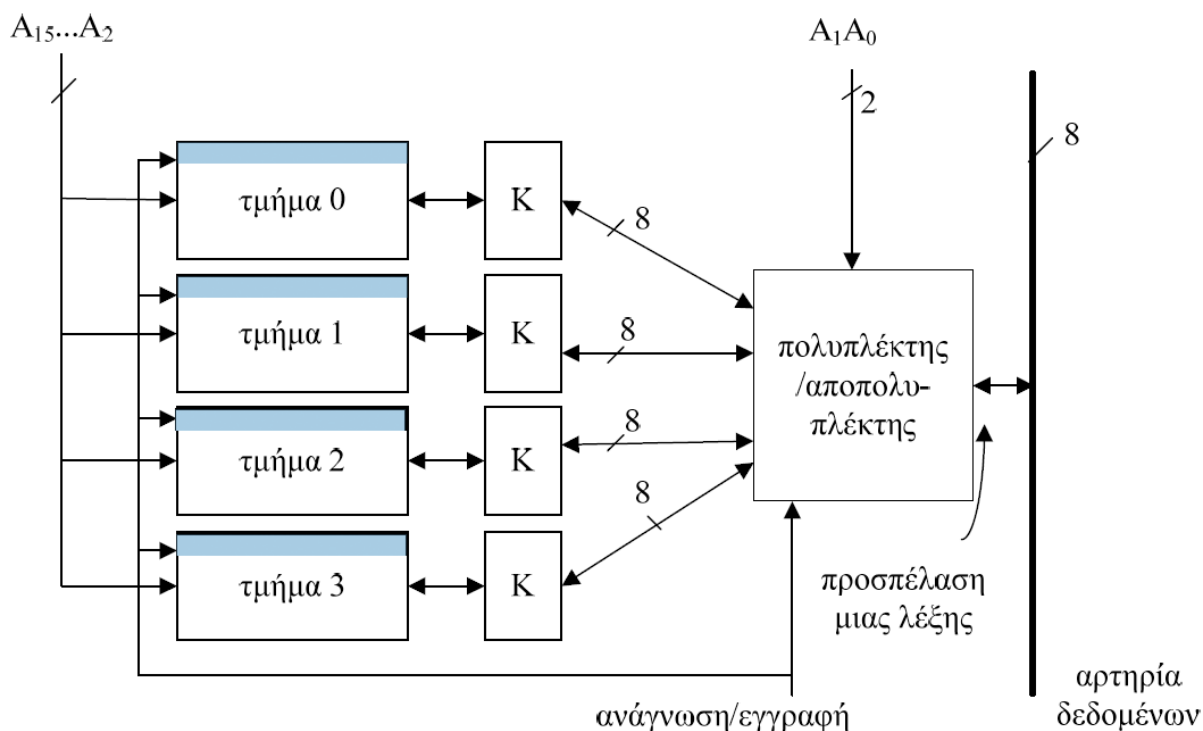 A₁₅...A₂
A₁A₀
2
8
τμήμα 0
K
8
τμήμα 1
K
8
τμήμα 2
K
8
τμήμα 3
K
8
πολυπλέκτης
/αποπολυ-
πλέκτης
προσπέλαση
μιας λέξης
ανάγνωση/εγγραφή
αρτηρία
δεδομένων